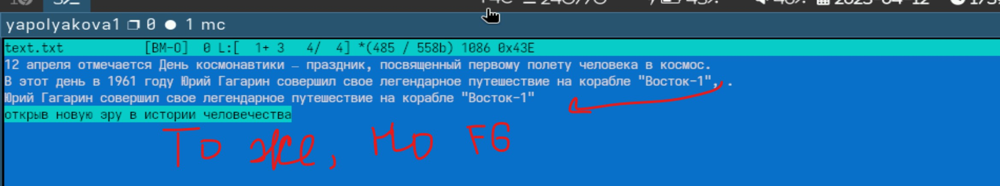 yapolyakova1 0 1 mc
text.txt [BM-O] 0 L:[ 1+ 3 4/ 4] *(485 / 558b) 1086 0x43E
12 апреля отмечается День космонавтики – праздник, посвященный первому полету человека в космос.
В этот день в 1961 году Юрий Гагарин совершил свое легендарное путешествие на корабле "Восток-1", .
Юрий Гагарин совершил свое легендарное путешествие на корабле "Восток-1"
открыв новую эру в истории человечества
То же, но F6